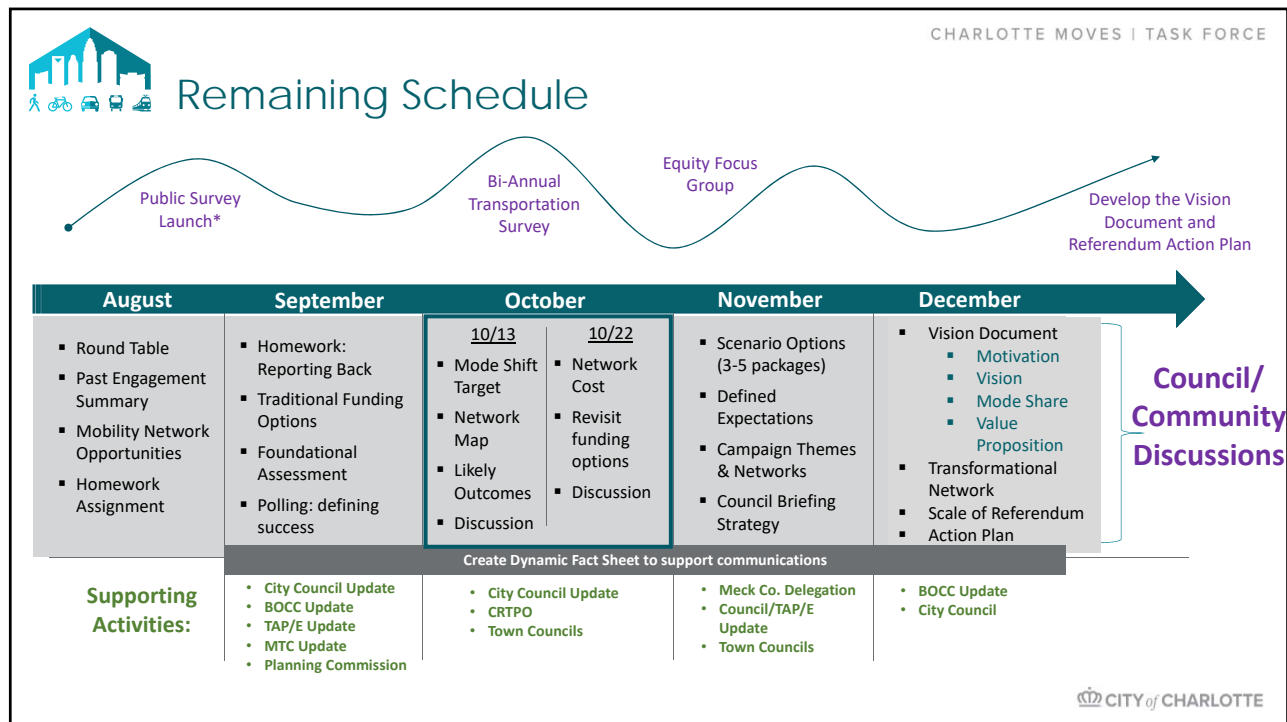 CHARLOTTE MOVES | TASK FORCE
Remaining Schedule
Public Survey
Launch*
Bi-Annual
Transportation
Survey
Equity Focus
Group
Develop the Vision
Document and
Referendum Action Plan
August
September
October
November
December
▪ Round Table
▪ Past Engagement
Summary
▪ Mobility Network
Opportunities
▪ Homework
Assignment
▪ Homework:
Reporting Back
▪ Traditional Funding
Options
▪ Foundational
Assessment
▪ Polling: defining
success
10/13
▪ Mode Shift
Target
▪ Network
Map
▪ Likely
Outcomes
▪ Discussion
10/22
▪ Network
Cost
▪ Revisit
funding
options
▪ Discussion
▪ Scenario Options
(3-5 packages)
▪ Defined
Expectations
▪ Campaign Themes
& Networks
▪ Council Briefing
Strategy
▪ Vision Document
▪ Motivation
▪ Vision
▪ Mode Share
▪ Value
Proposition
▪ Transformational
Network
▪ Scale of Referendum
▪ Action Plan
Council/
Community
Discussions
Create Dynamic Fact Sheet to support communications
Supporting
Activities:
• City Council Update
• BOCC Update
• TAP/E Update
• MTC Update
• Planning Commission
• City Council Update
• CRTPO
• Town Councils
• Meck Co. Delegation
• Council/TAP/E
Update
• Town Councils
• BOCC Update
• City Council
CITY of CHARLOTTE